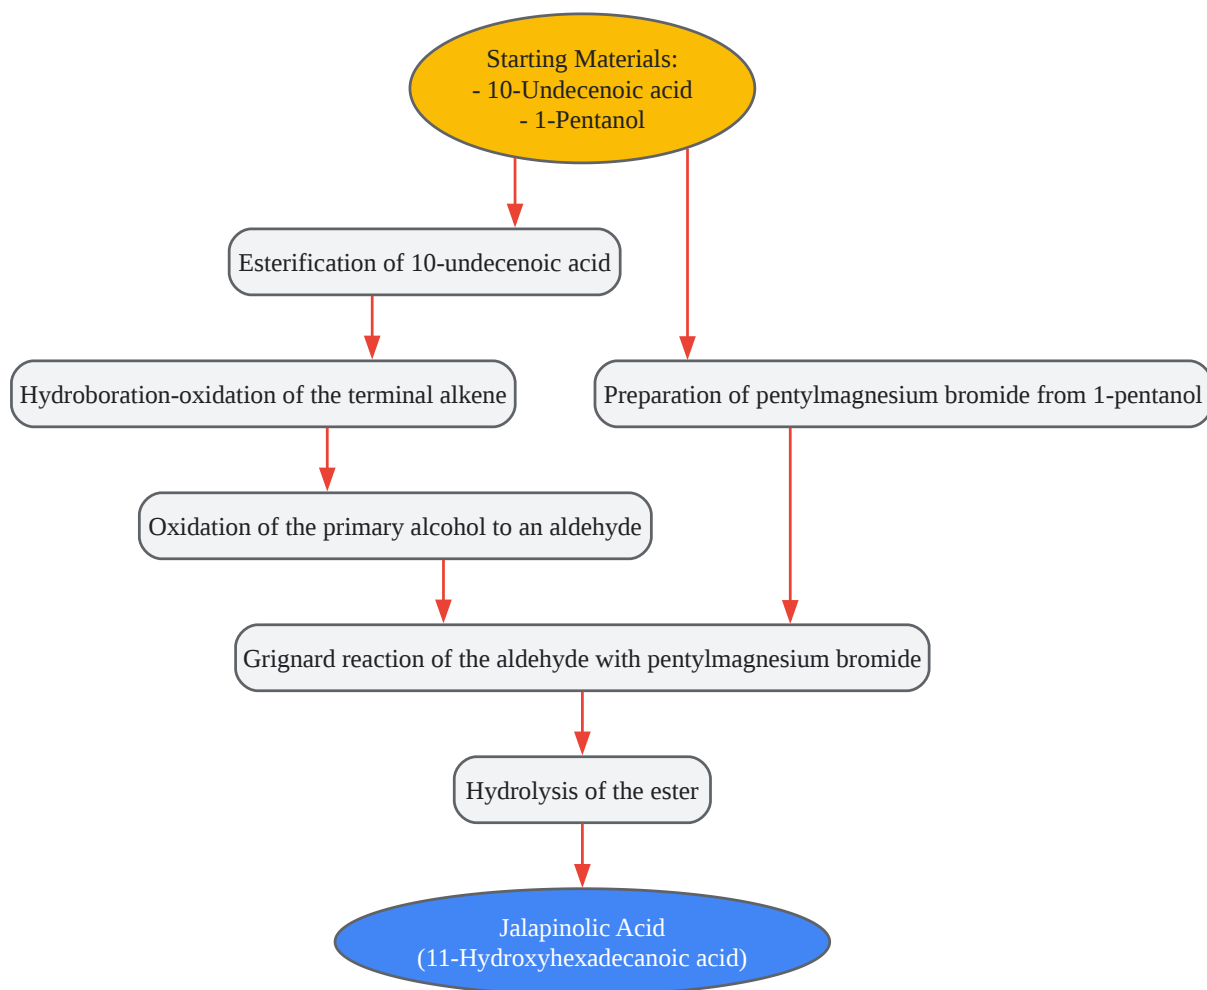 Starting Materials:
- 10-Undecenoic acid
- 1-Pentanol
Esterification of 10-undecenoic acid
Hydroboration-oxidation of the terminal alkene
Preparation of pentylmagnesium bromide from 1-pentanol
Oxidation of the primary alcohol to an aldehyde
Grignard reaction of the aldehyde with pentylmagnesium bromide
Hydrolysis of the ester
Jalapinolic Acid
(11-Hydroxyhexadecanoic acid)